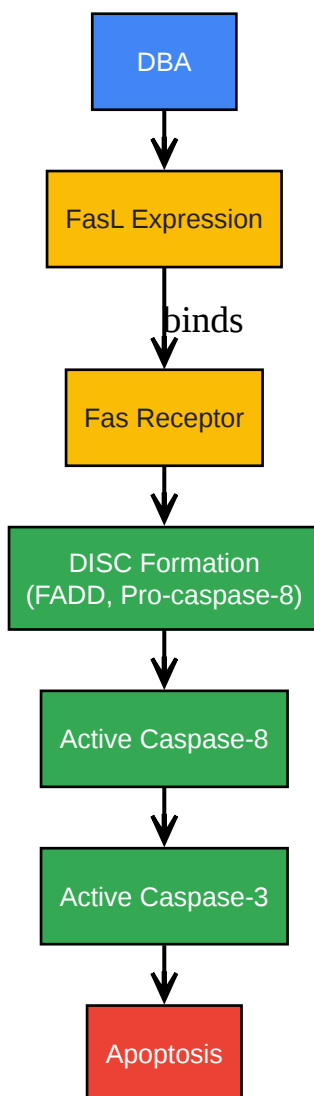 DBA
FasL Expression
binds
Fas Receptor
DISC Formation
(FADD, Pro-caspase-8)
Active Caspase-8
Active Caspase-3
Apoptosis